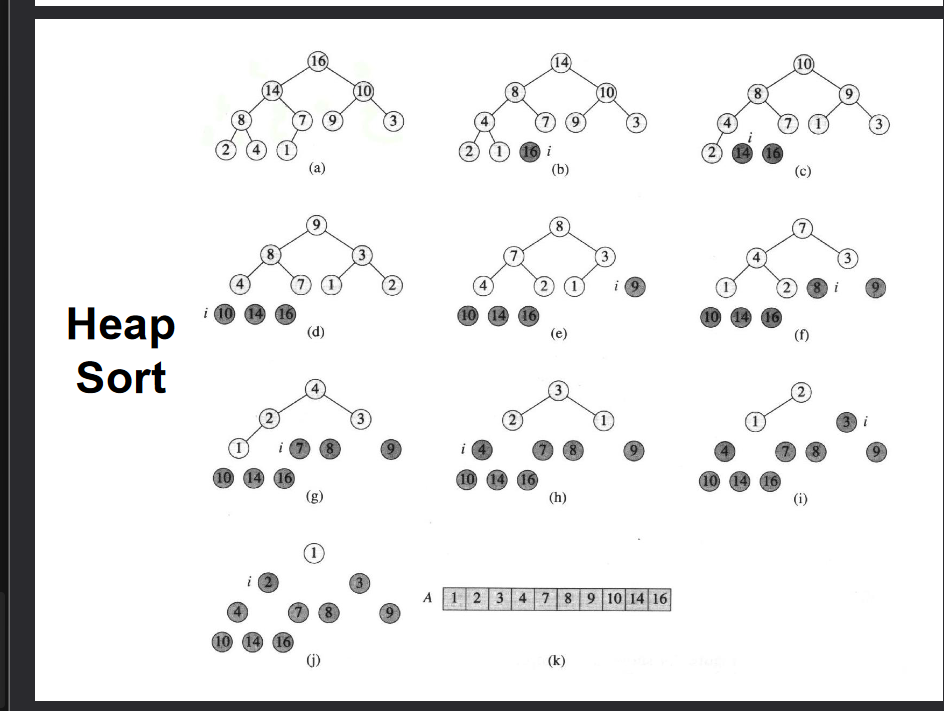 Heap
Sort
16
14 10
8 7 9 3
2 4 1
(a)
14
8 10
4 7 9 3
2 1 16 i
(b)
10
8 9
4 7 1 3
i
2 14 16
(c)
9
8 3
4 7 1 2
i 10 14 16
(d)
8
7 3
4 2 1 i 9
10 14 16
(e)
7
4 3
1 2 8 i 9
10 14 16
(f)
4
2 3
1 i 7 8 9
10 14 16
(g)
3
2 1
i 4 7 8 9
10 14 16
(h)
2
1 3 i
4 7 8 9
10 14 16
(i)
1
i 2 3
4 7 8 9
10 14 16
(j)
A 1 2 3 4 7 8 9 10 14 16
(k)